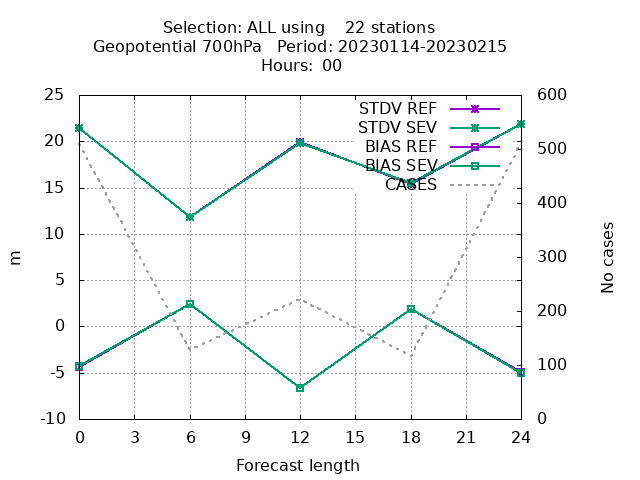 Selection: ALL using 22 stations
Geopotential 700hPa Period: 20230114-20230215
Hours: 00
25
20
15
10
5
0
-5
-10
600
500
400
300
200
100
0
STDV REF
STDV SEV
BIAS REF
BIAS SEV
CASES
m
No cases
0 3 6 9 12 15 18 21 24
Forecast length